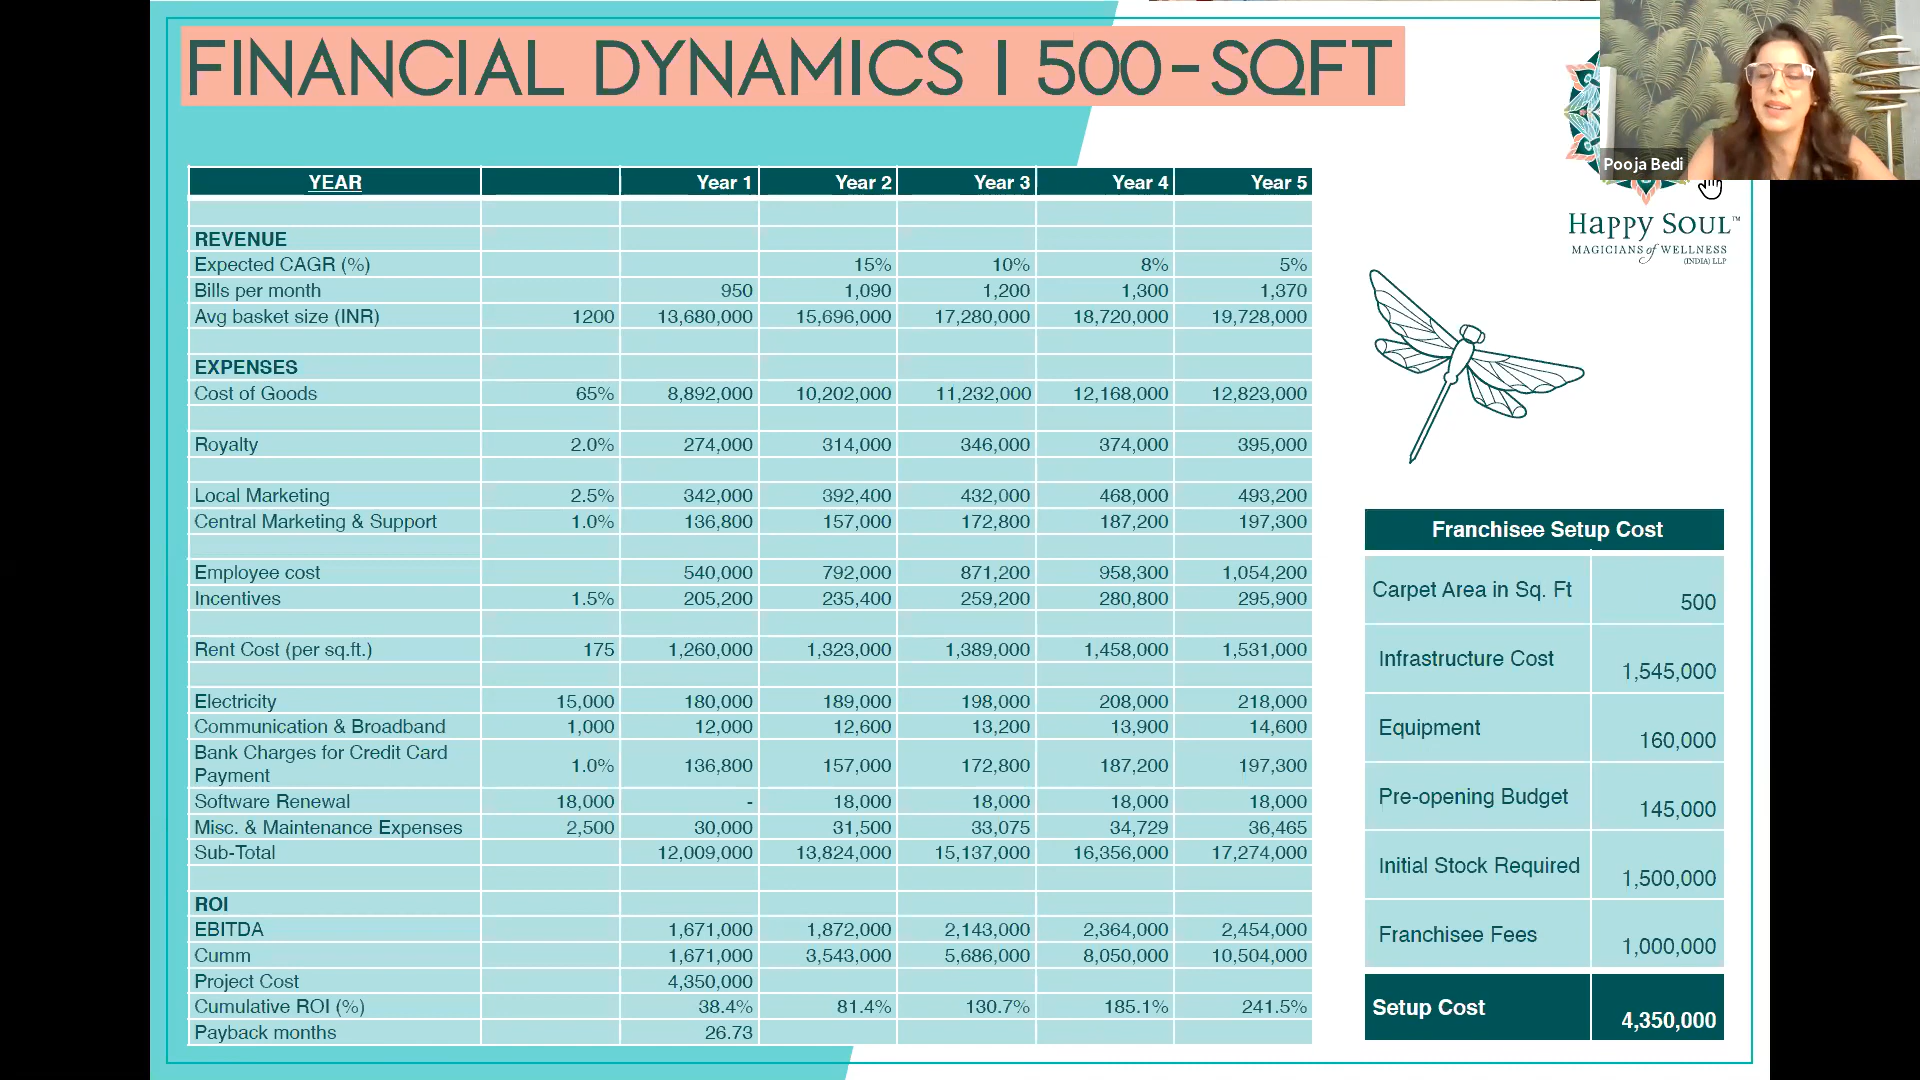 FINANCIAL DYNAMICS | 500-SQFT
Pooja Bedi
Happy Soul™
MAGICIANS of WELLNESS
(INDIA) LLP
YEAR Year 1 Year 2 Year 3 Year 4 Year 5
REVENUE
Expected CAGR (%) 15% 10% 8% 5%
Bills per month 950 1,090 1,200 1,300 1,370
Avg basket size (INR) 1200 13,680,000 15,696,000 17,280,000 18,720,000 19,728,000
EXPENSES
Cost of Goods 65% 8,892,000 10,202,000 11,232,000 12,168,000 12,823,000
Royalty 2.0% 274,000 314,000 346,000 374,000 395,000
Local Marketing 2.5% 342,000 392,400 432,000 468,000 493,200
Central Marketing & Support 1.0% 136,800 157,000 172,800 187,200 197,300
Employee cost 540,000 792,000 871,200 958,300 1,054,200
Incentives 1.5% 205,200 235,400 259,200 280,800 295,900
Rent Cost (per sq.ft.) 175 1,260,000 1,323,000 1,389,000 1,458,000 1,531,000
Electricity 15,000 180,000 189,000 198,000 208,000 218,000
Communication & Broadband 1,000 12,000 12,600 13,200 13,900 14,600
Bank Charges for Credit Card
Payment 1.0% 136,800 157,000 172,800 187,200 197,300
Software Renewal 18,000 - 18,000 18,000 18,000 18,000
Misc. & Maintenance Expenses 2,500 30,000 31,500 33,075 34,729 36,465
Sub-Total 12,009,000 13,824,000 15,137,000 16,356,000 17,274,000
ROI
EBITDA 1,671,000 1,872,000 2,143,000 2,364,000 2,454,000
Cumm 1,671,000 3,543,000 5,686,000 8,050,000 10,504,000
Project Cost 4,350,000
Cumulative ROI (%) 38.4% 81.4% 130.7% 185.1% 241.5%
Payback months 26.73
Franchisee Setup Cost
Carpet Area in Sq. Ft 500
Infrastructure Cost 1,545,000
Equipment 160,000
Pre-opening Budget 145,000
Initial Stock Required 1,500,000
Franchisee Fees 1,000,000
Setup Cost 4,350,000